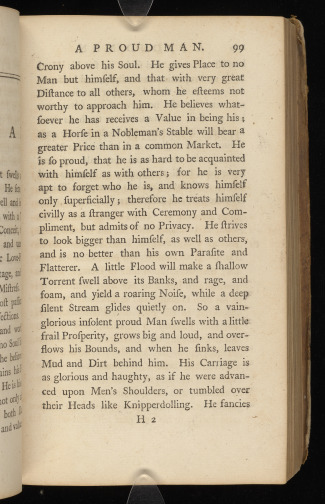 A PROUD MAN. 99
Crony above his Soul. He gives Place to no
Man but himſelf, and that with very great
Diſtance to all others, whom he eſteems not
worthy to approach him. He believes what-
ſoever he has receives a Value in being his;
as a Horſe in a Nobleman's Stable will bear a
greater Price than in a common Market. He
is ſo proud, that he is as hard to be acquainted
with himſelf as with others; for he is very
apt to forget who he is, and knows himſelf
only ſuperficially; therefore he treats himſelf
civilly as a ſtranger with Ceremony and Com-
pliment, but admits of no Privacy. He ſtrives
to look bigger than himſelf, as well as others,
and is no better than his own Paraſite and
Flatterer. A little Flood will make a ſhallow
Torrent ſwell above its Banks, and rage, and
foam, and yield a roaring Noiſe, while a deep
ſilent Stream glides quietly on. So a vain-
glorious inſolent proud Man ſwells with a little
frail Proſperity, grows big and loud, and over-
flows his Bounds, and when he ſinks, leaves
Mud and Dirt behind him. His Carriage is
as glorious and haughty, as if he were advan-
ced upon Men's Shoulders, or tumbled over
their Heads like Knipperdolling. He fancies
H 2